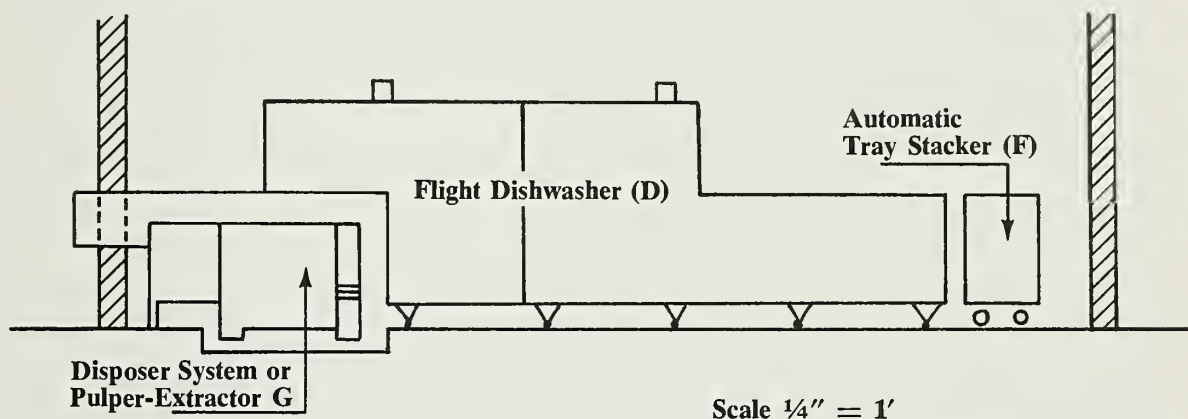 Automatic
Tray Stacker (F)
Flight Dishwasher (D)
Disposer System or
Pulper-Extractor G
Scale ¼" = 1'